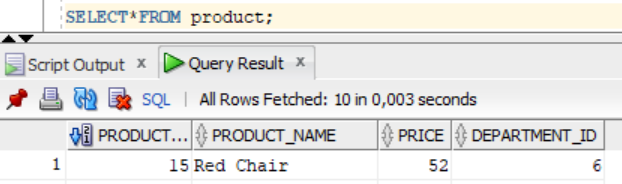 SELECT*FROM product;
Script Output x Query Result x
SQL | All Rows Fetched: 10 in 0,003 seconds
PRODUCT... PRODUCT_NAME PRICE DEPARTMENT_ID
1 15 Red Chair 52 6